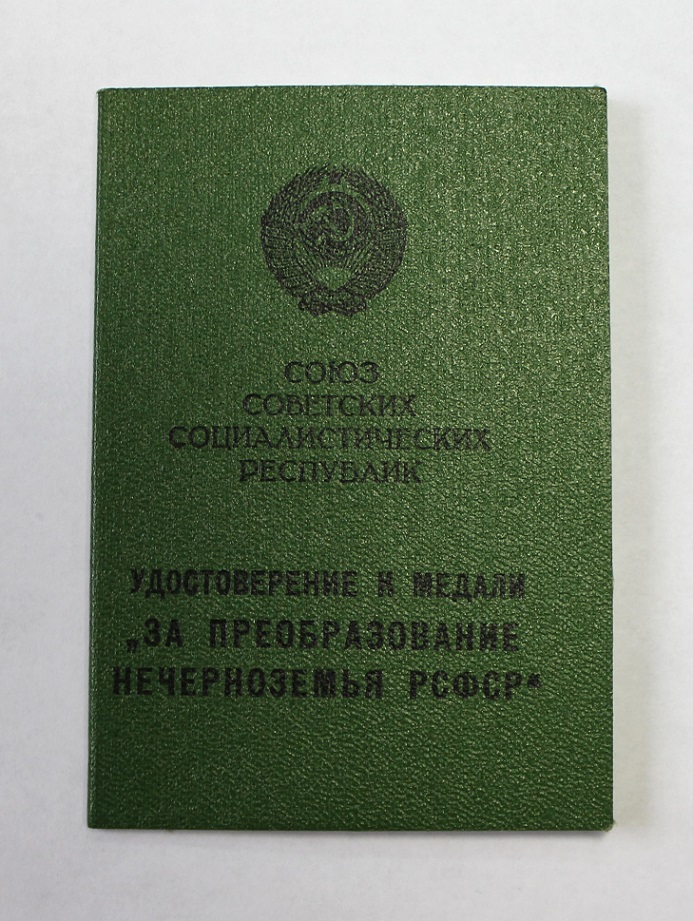 СОЮЗ
СОВЕТСКИХ
СОЦИАЛИСТИЧЕСКИХ
РЕСПУБЛИК
УДОСТОВЕРЕНИЕ К МЕДАЛИ
„ЗА ПРЕОБРАЗОВАНИЕ
НЕЧЕРНОЗЕМЬЯ РСФСР“